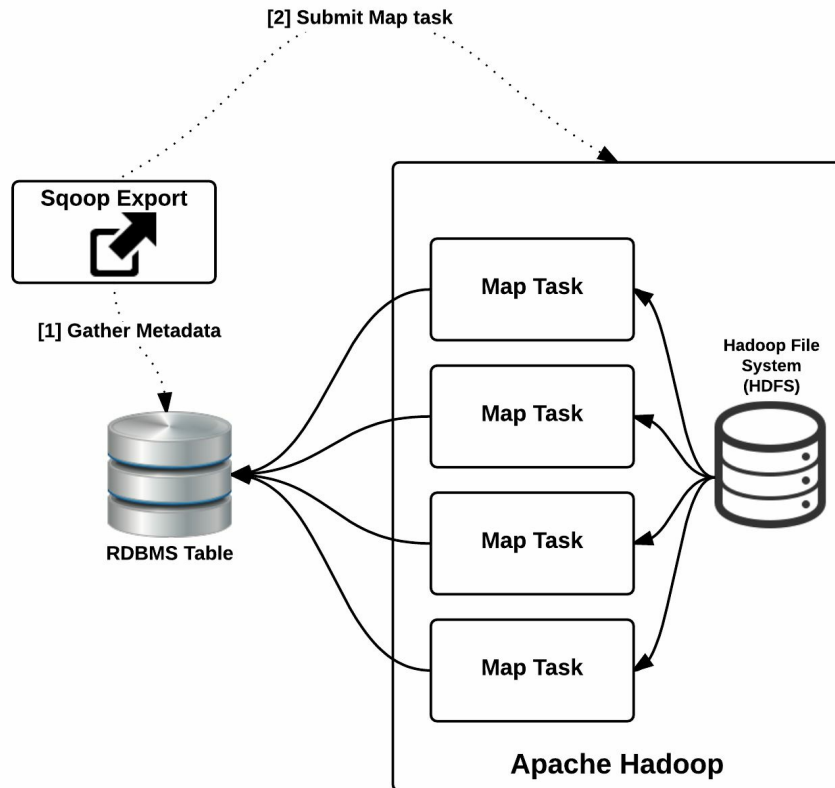 [2] Submit Map task
Sqoop Export
[1] Gather Metadata
RDBMS Table
Map Task
Map Task
Map Task
Map Task
Hadoop File
System
(HDFS)
Apache Hadoop